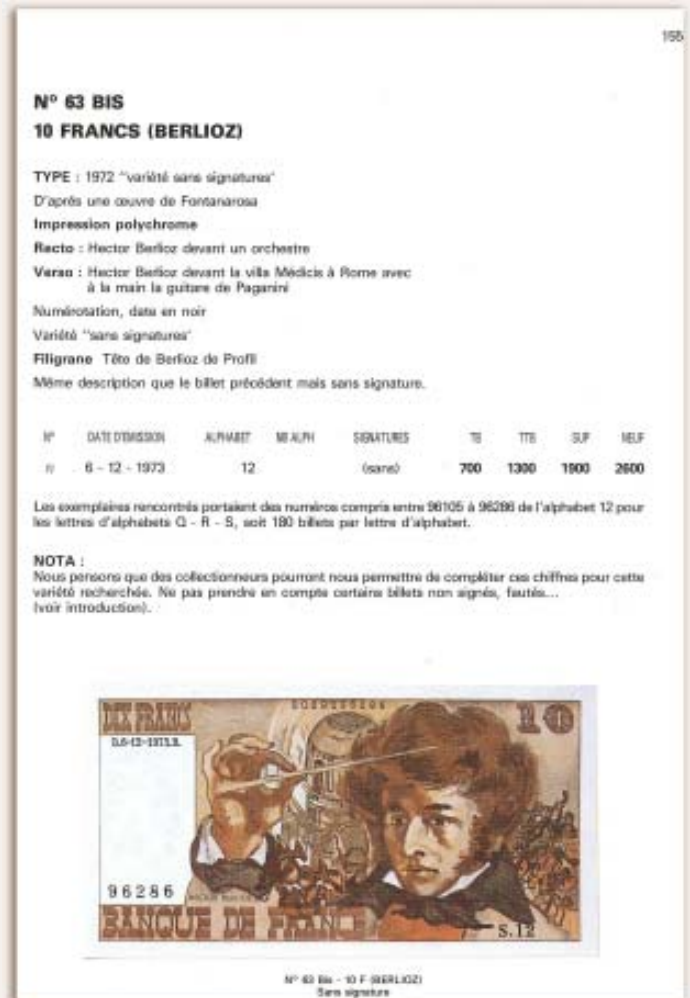 155
N° 63 BIS
10 FRANCS (BERLIOZ)
TYPE : 1972 "variété sans signatures"
D'après une œuvre de Fontanarosa
Impression polychrome
Recto : Hector Berlioz devant un orchestre
Verso : Hector Berlioz devant la villa Médicis à Rome avec
à la main la guitare de Paganini
Numérotation, date en noir
Variété "sans signatures"
Filigrane Tête de Berlioz de Profil
Même description que le billet précédent mais sans signature.
N° DATE D'EMISSION ALPHABET NB ALPH SIGNATURES TB TTB SUP NEUF
6 - 12 - 1973 12 (sans) 700 1300 1900 2600
Les exemplaires rencontrés portaient des numéros compris entre 96105 à 96286 de l'alphabet 12 pour
les lettres d'alphabets Q - R - S, soit 180 billets par lettre d'alphabet.
NOTA :
Nous pensons que des collectionneurs pourront nous permettre de compléter ces chiffres pour cette
variété recherchée. Ne pas prendre en compte certains billets non signés, fautés...
(voir introduction).
DIX FRANCS
10
D.6-12-1973.D.
96286
BANQUE DE FRANCE
S.12
N° 63 Bis - 10 F (BERLIOZ)
Sans signature